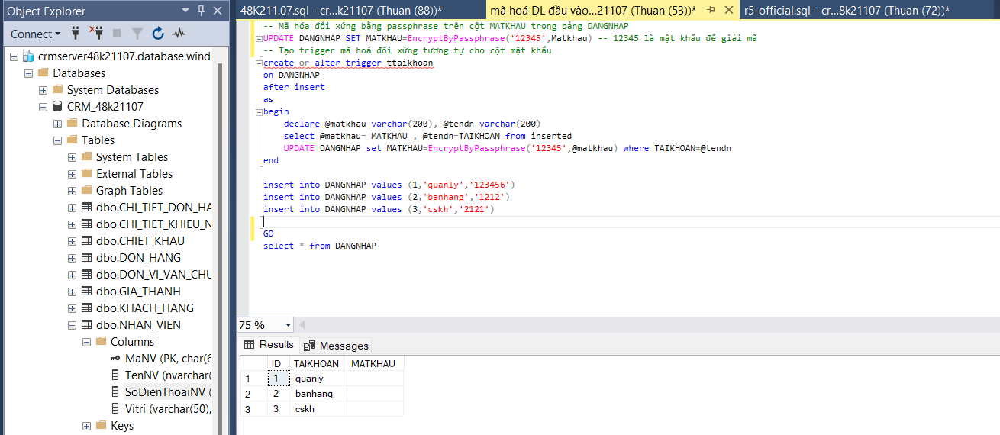 Object Explorer
Connect
crmserver48k21107.database.wind
Databases
System Databases
CRM_48k21107
Database Diagrams
Tables
System Tables
External Tables
Graph Tables
dbo.CHI_TIET_DON_HA
dbo.CHI_TIET_KHIEU_N
dbo.CHIET_KHAU
dbo.DON_HANG
dbo.DON_VI_VAN_CHU
dbo.GIA_THANH
dbo.KHACH_HANG
dbo.NHAN_VIEN
Columns
MaNV (PK, char(6
TenNV (nvarchar(
SoDienThoaiNV (
Vitri (varchar(50),
Keys
48K211.07.sql - cr...k21107 (Thuan (88))*
mã hoá DL đầu vào...21107 (Thuan (53))*
r5-official.sql - cr...8k21107 (Thuan (72))*
-- Mã hóa đối xứng bằng passphrase trên cột MATKHAU trong bảng DANGNHAP
UPDATE DANGNHAP SET MATKHAU=EncryptByPassphrase('12345',Matkhau) -- 12345 là mật khẩu để giải mã
-- Tạo trigger mã hoá đối xứng tương tự cho cột mật khẩu
create or alter trigger ttaikhoan
on DANGNHAP
after insert
as
begin
declare @matkhau varchar(200), @tendn varchar(200)
select @matkhau= MATKHAU , @tendn=TAIKHOAN from inserted
UPDATE DANGNHAP set MATKHAU=EncryptByPassphrase('12345',@matkhau) where TAIKHOAN=@tendn
end
insert into DANGNHAP values (1,'quanly','123456')
insert into DANGNHAP values (2,'banhang','1212')
insert into DANGNHAP values (3,'cskh','2121')
GO
select * from DANGNHAP
75 %
Results
Messages
ID TAIKHOAN MATKHAU
1 1 quanly
2 2 banhang
3 3 cskh